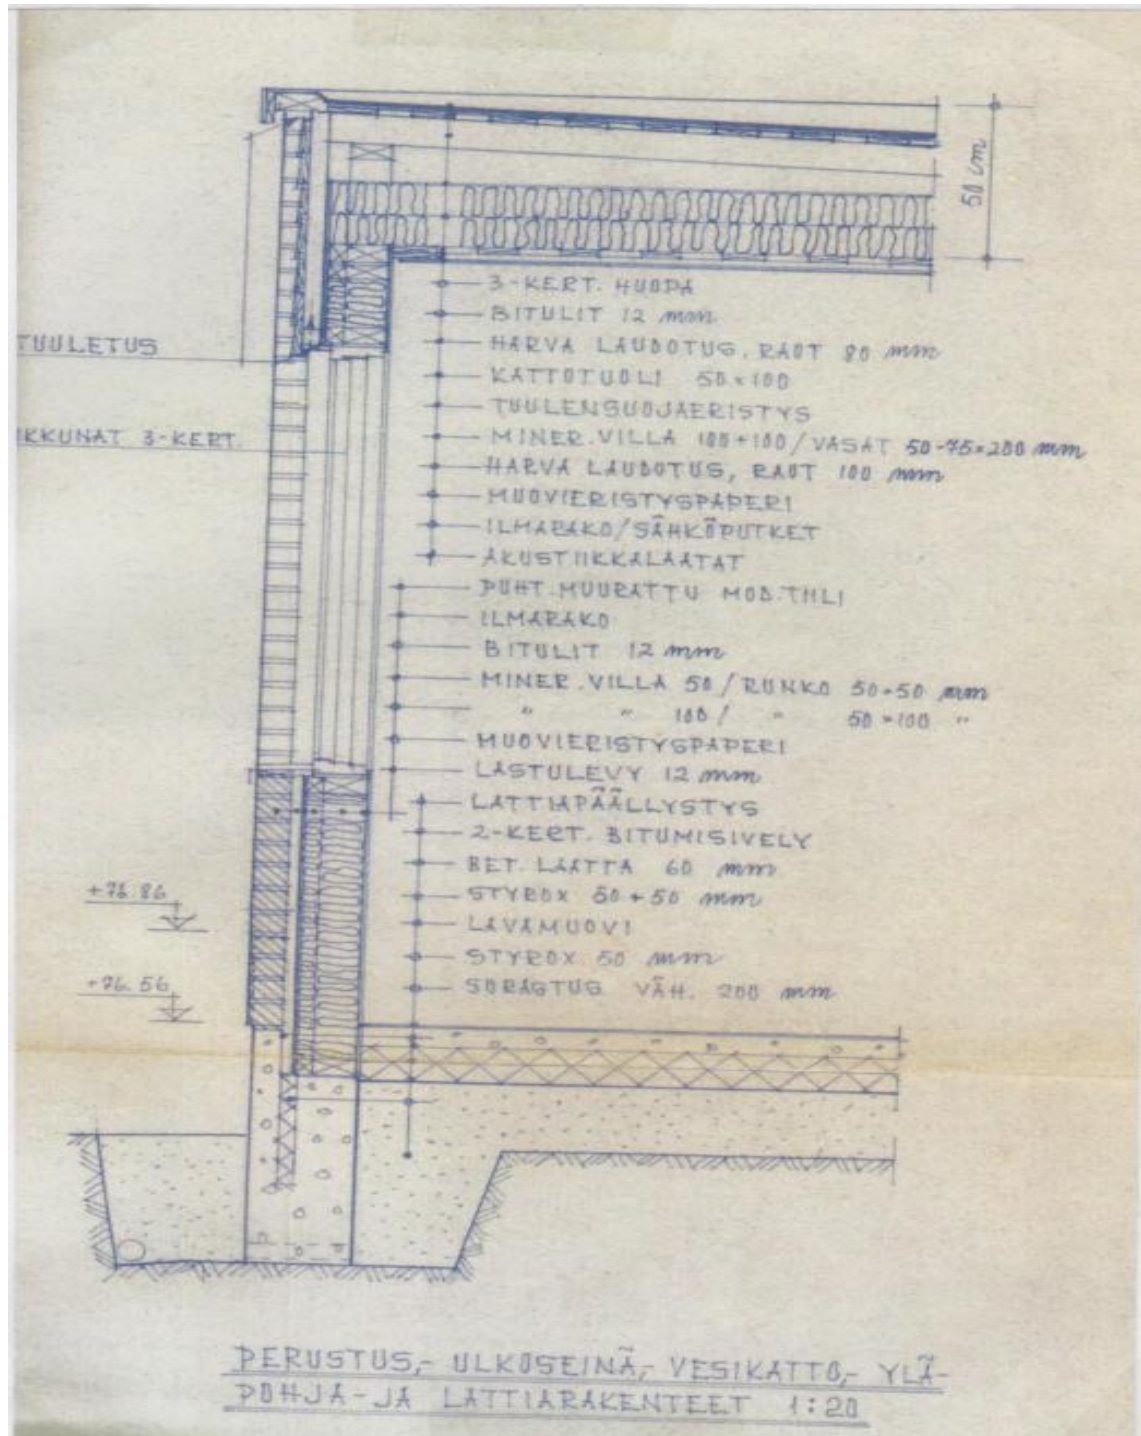 50 cm
3-KERT. HUOPA
BITULIT 12 mm
HARVA LAUDOTUS, RAOT 80 mm
TUULETUS
KATTOTUOLI 50×100
TUULENSUOJAERISTYS
IKKUNAT 3-KERT.
MINER.VILLA 100+100/VASAT 50-75×200 mm
HARVA LAUDOTUS, RAOT 100 mm
MUOVIERISTYSPAPERI
ILMARAKO/SÄHKÖPUTKET
AKUSTIIKKALAATAT
PUHT.MUURATTU MOD.TIILI
ILMARAKO
BITULIT 12 mm
MINER.VILLA 50/RUNKO 50×50 mm
" " 100/ " 50×100 "
MUOVIERISTYSPAPERI
LASTULEVY 12 mm
LATTIAPÄÄLLYSTYS
2-KERT. BITUMISIVELY
BET. LAATTA 60 mm
+76.86
STYROX 50+50 mm
LAVAMUOVI
STYROX 50 mm
+76.56
SORASTUS VÄH. 200 mm
PERUSTUS,- ULKOSEINÄ,- VESIKATTO,- YLÄ-
POHJA-JA LATTIARAKENTEET 1:20